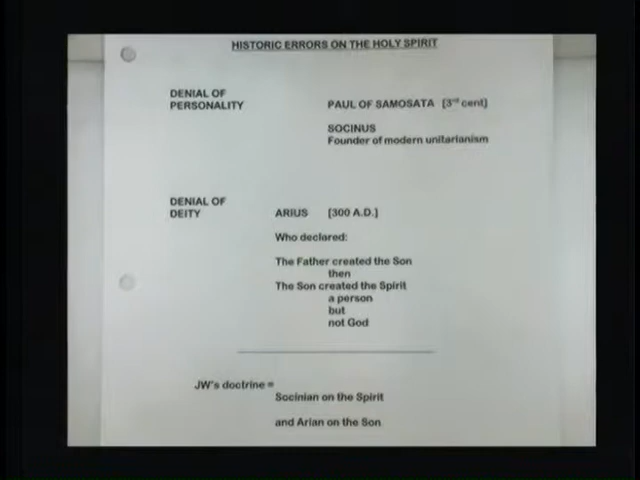 HISTORIC ERRORS ON THE HOLY SPIRIT
DENIAL OF
PERSONALITY PAUL OF SAMOSATA [3rd cent]
SOCINUS
Founder of modern unitarianism
DENIAL OF
DEITY ARIUS [300 A.D.]
Who declared:
The Father created the Son
then
The Son created the Spirit
a person
but
not God
JW's doctrine =
Socinian on the Spirit
and Arian on the Son